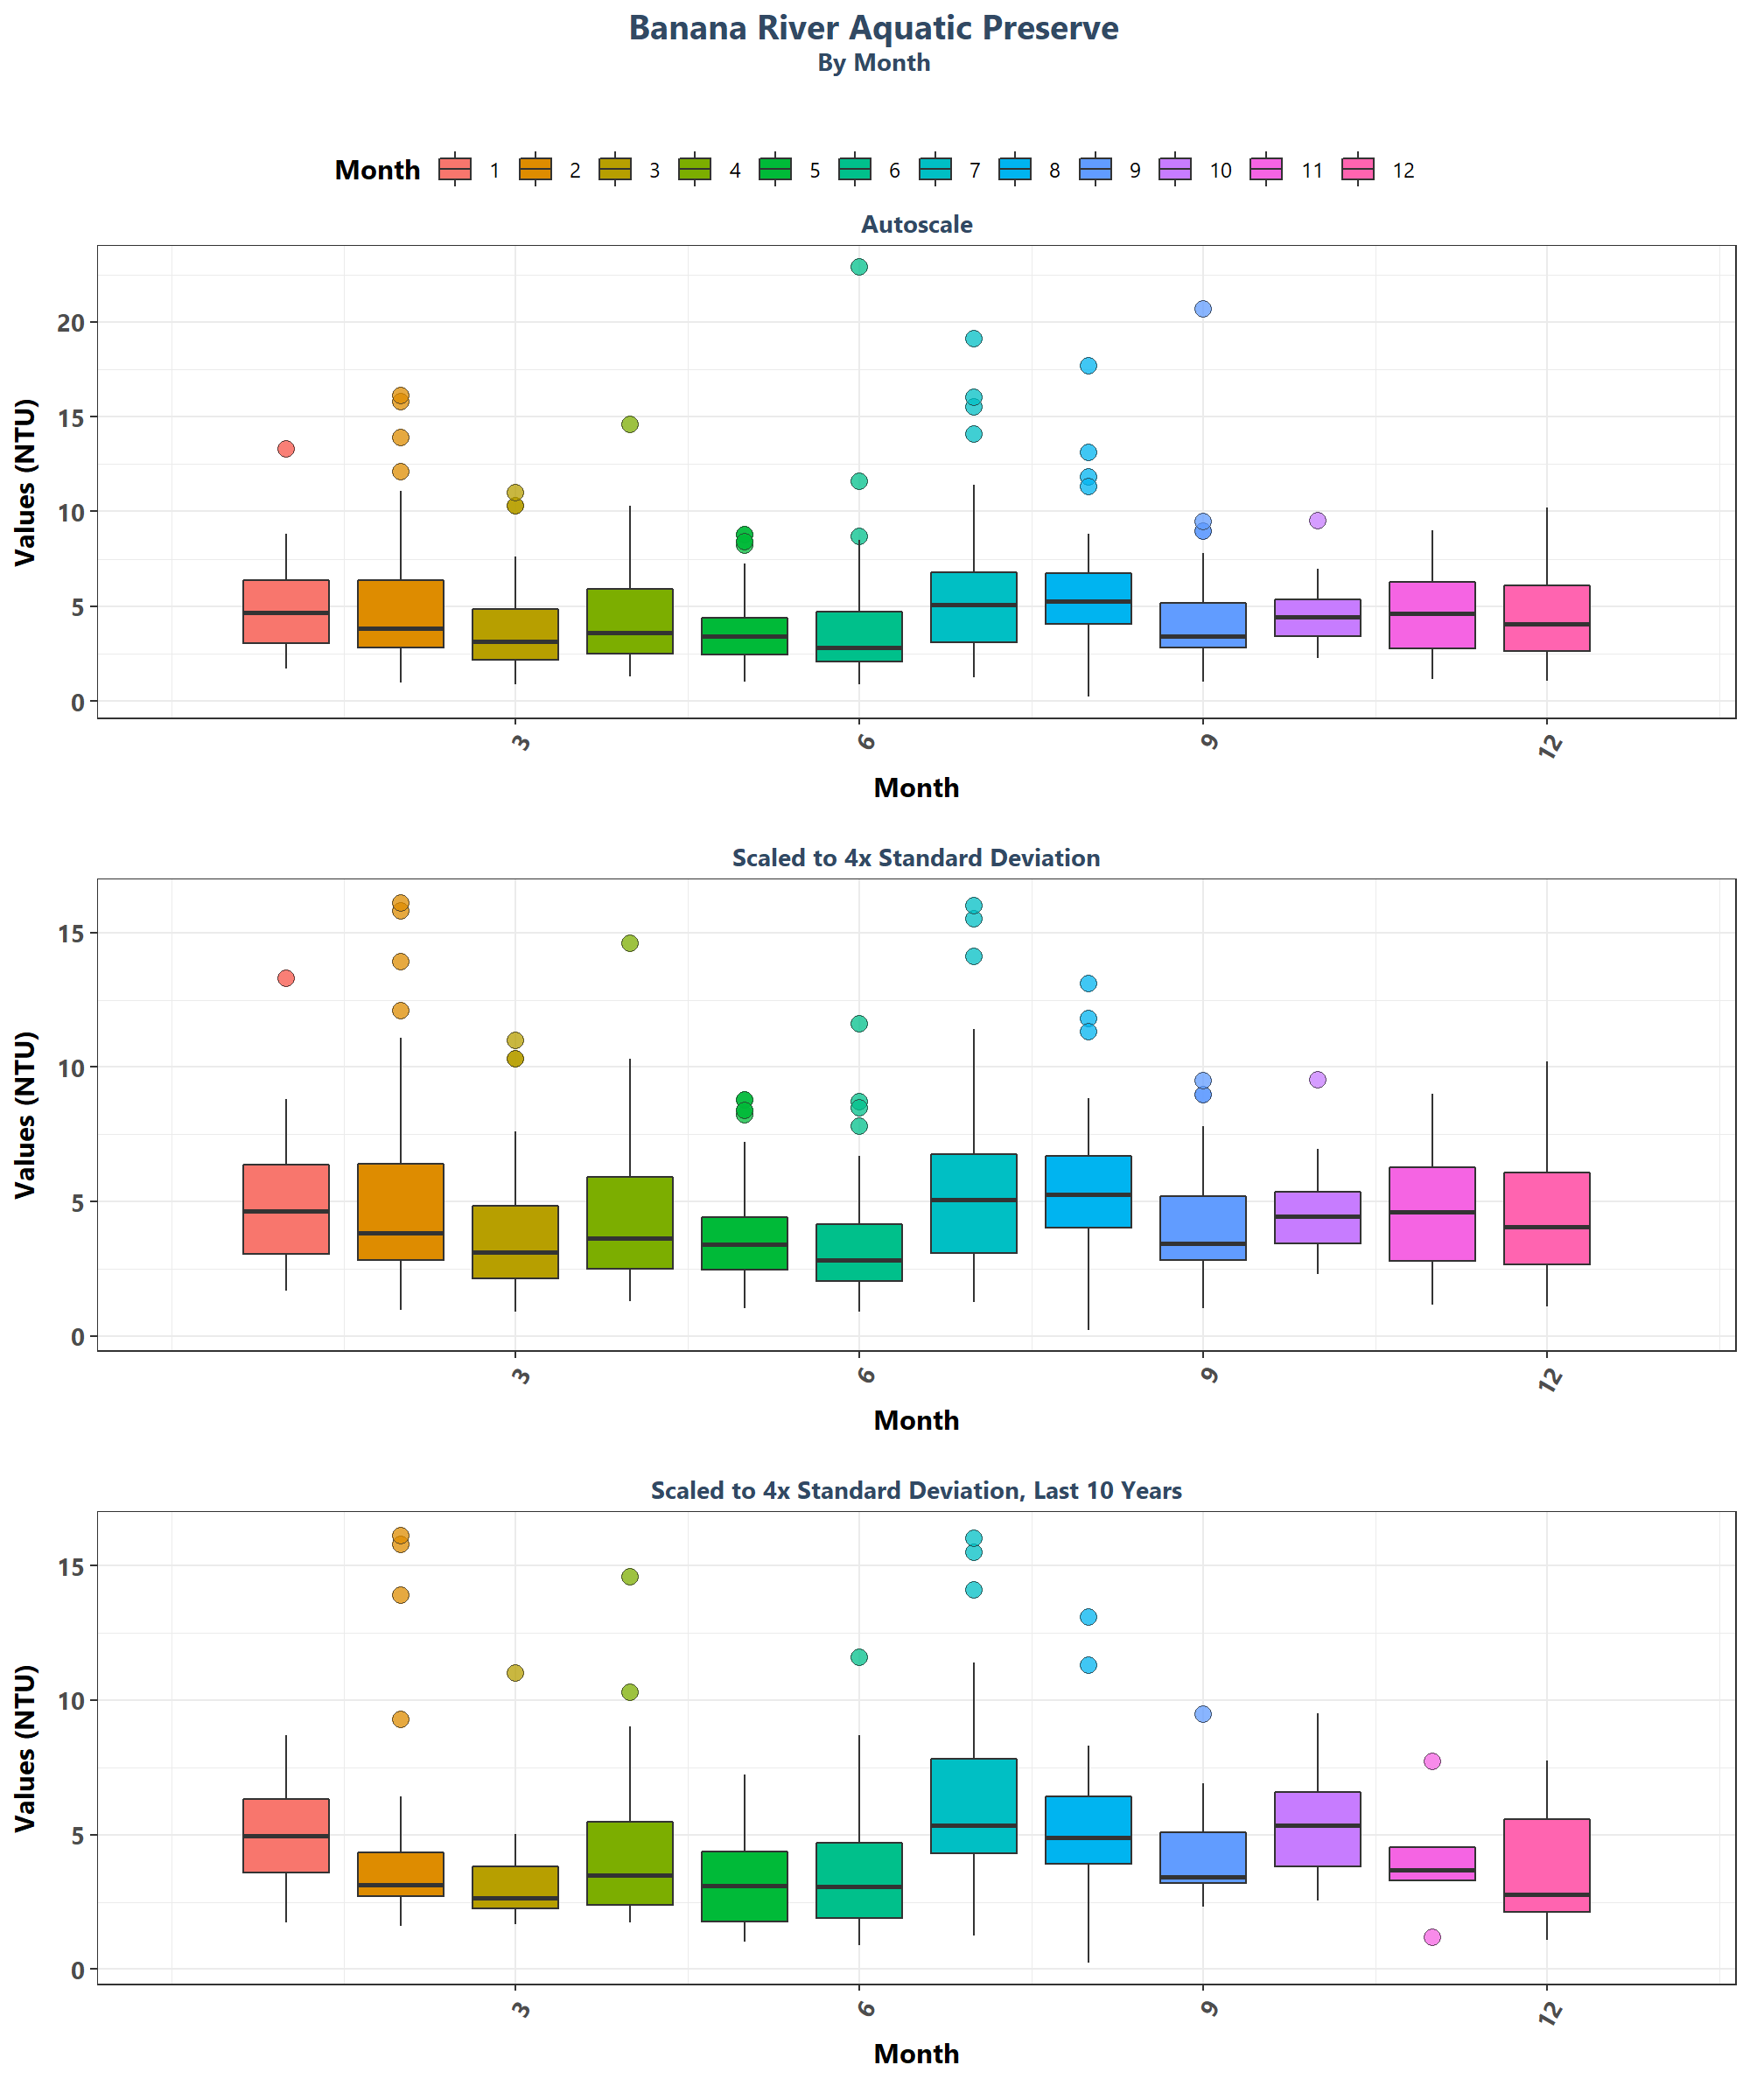 Banana River Aquatic Preserve
By Month
Month 1 2 3 4 5 6 7 8 9 10 11 12
Autoscale
Values (NTU)
20
15
10
5
0
3 6 9 12
Month
Scaled to 4x Standard Deviation
Values (NTU)
15
10
5
0
3 6 9 12
Month
Scaled to 4x Standard Deviation, Last 10 Years
Values (NTU)
15
10
5
0
3 6 9 12
Month